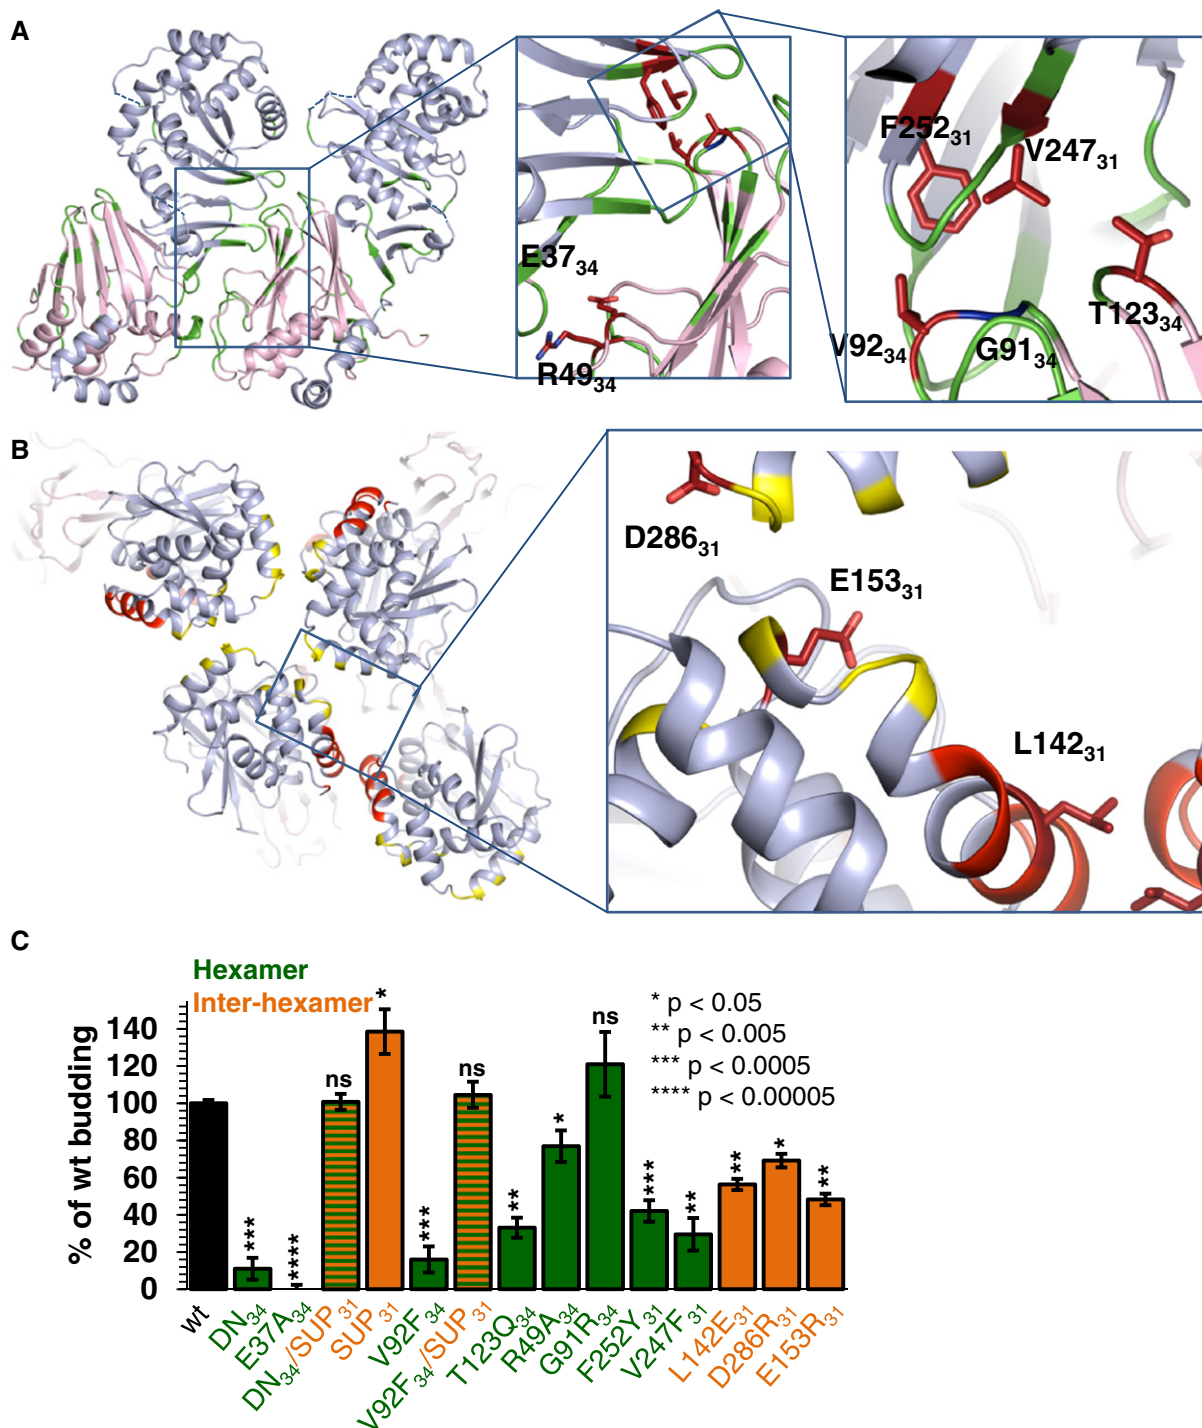 A
F252₃₁
V247₃₁
E37₃₄
T123₃₄
V92₃₄
G91₃₄
R49₃₄
B
D286₃₁
E153₃₁
L142₃₁
C
Hexamer
Inter-hexamer
* p < 0.05
** p < 0.005
*** p < 0.0005
**** p < 0.00005
% of wt budding
140
120
100
80
60
40
20
0
***
****
ns
*
***
ns
**
*
ns
***
**
**
*
**
wt
DN₃₄
E37A₃₄
DN₃₄/SUP₃₁
SUP₃₁
V92F₃₄
V92F₃₄/SUP₃₁
T123Q₃₄
R49A₃₄
G91R₃₄
F252Y₃₁
V247F₃₁
L142E₃₁
D286R₃₁
E153R₃₁